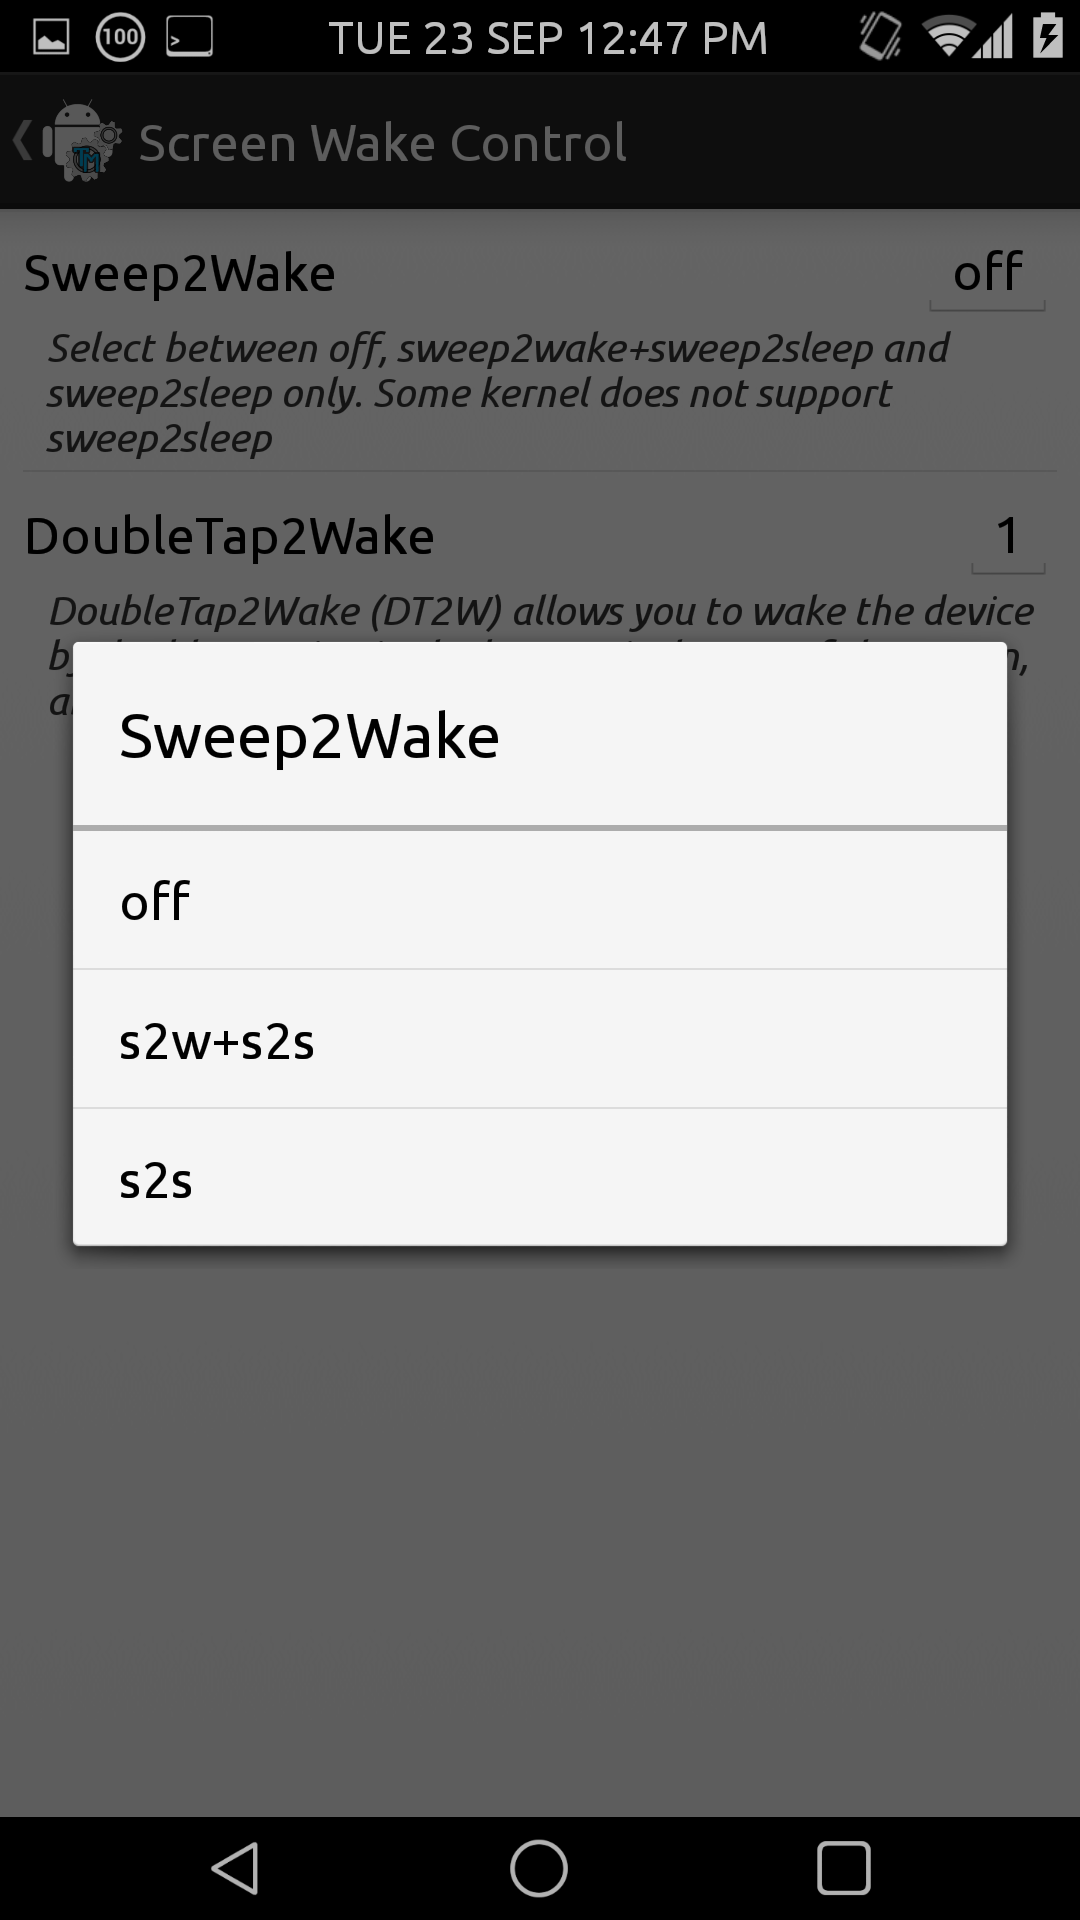 100 TUE 23 SEP 12:47 PM
Screen Wake Control
TM
Sweep2Wake off
Select between off, sweep2wake+sweep2sleep and
sweep2sleep only. Some kernel does not support
sweep2sleep
DoubleTap2Wake 1
DoubleTap2Wake (DT2W) allows you to wake the device
Sweep2Wake
off
s2w+s2s
s2s